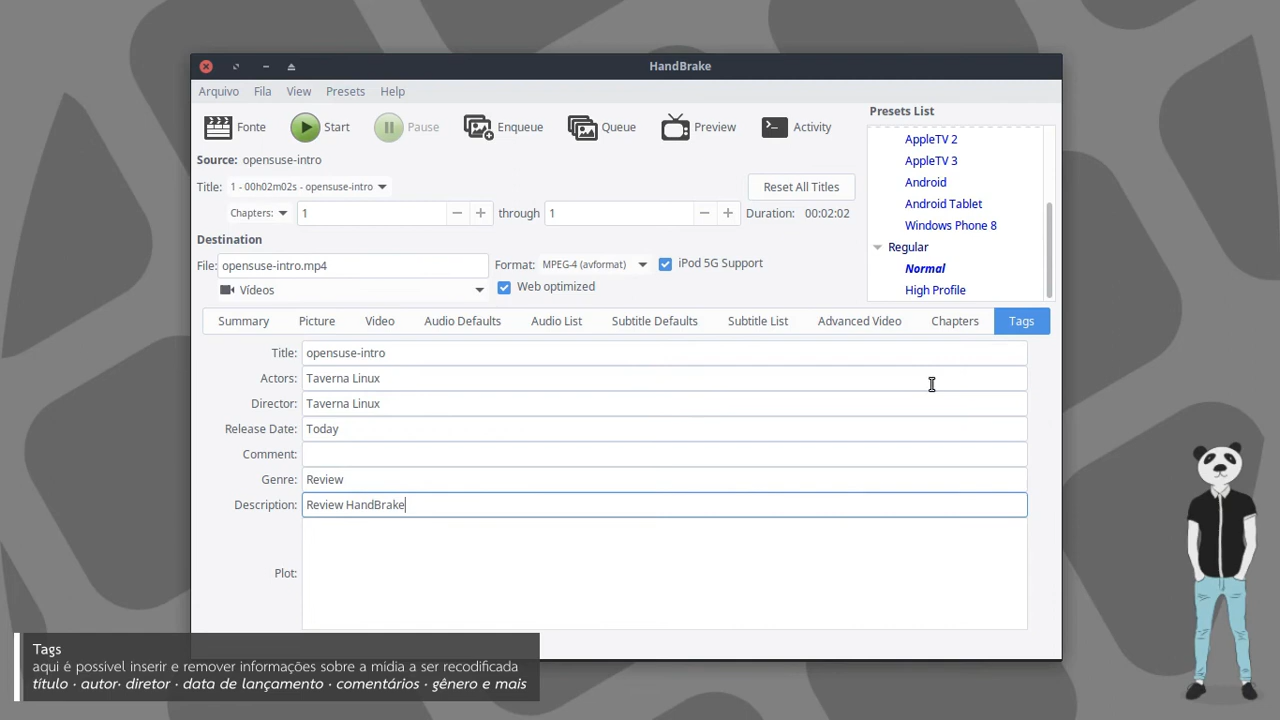 HandBrake
Arquivo Fila View Presets Help
Fonte Start Pause Enqueue Queue Preview Activity
Presets List
AppleTV 2
AppleTV 3
Android
Android Tablet
Windows Phone 8
Regular
Normal
High Profile
Source: opensuse-intro
Title: 1 - 00h02m02s - opensuse-intro Reset All Titles
Chapters: 1 through 1 Duration: 00:02:02
Destination
File: opensuse-intro.mp4 Format: MPEG-4 (avformat) iPod 5G Support
Vídeos Web optimized
Summary Picture Video Audio Defaults Audio List Subtitle Defaults Subtitle List Advanced Video Chapters Tags
Title: opensuse-intro
Actors: Taverna Linux
Director: Taverna Linux
Release Date: Today
Comment:
Genre: Review
Description: Review HandBrake
Plot:
Tags
aqui é possivel inserir e remover informações sobre a midia a ser recodificada
título · autor· diretor · data de lançamento · comentários · gênero e mais